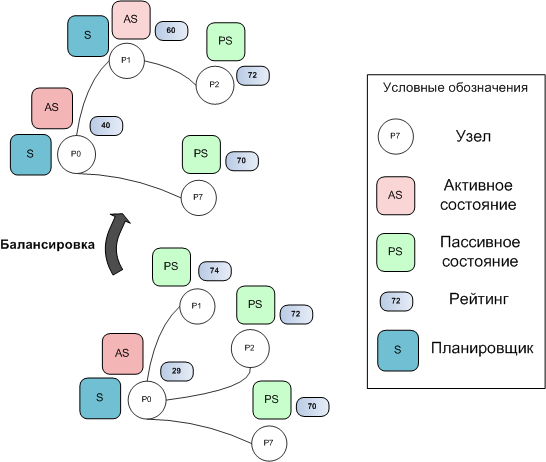 AS
S
60
P1
PS
72
P2
AS
40
S
P0
PS
70
P7
Балансировка
PS
74
P1
PS
72
P2
AS
29
S
P0
PS
70
P7
Условные обозначения
P7
Узел
AS
Активное
состояние
PS
Пассивное
состояние
72
Рейтинг
S
Планировщик